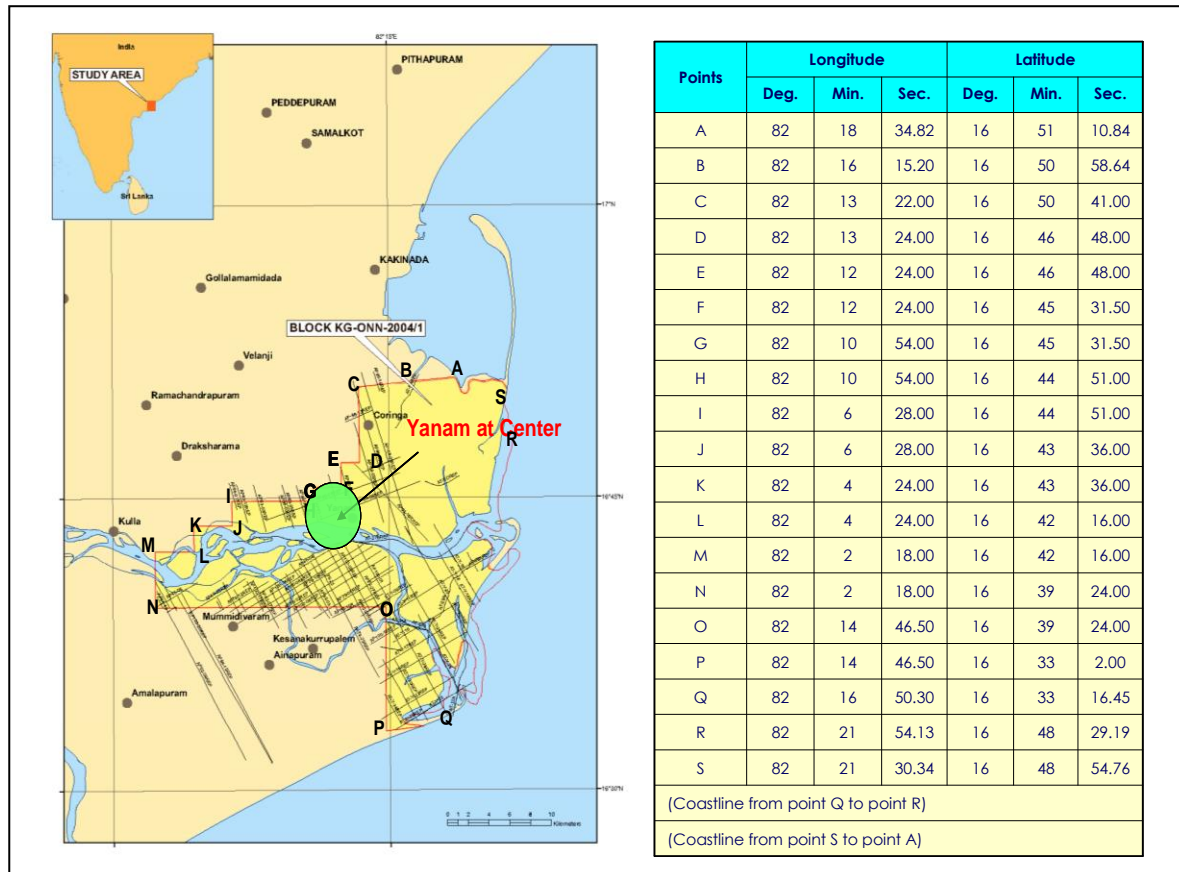 India
STUDY AREA
Sri Lanka
82°15'E
PITHAPURAM
PEDDEPURAM
SAMALKOT
17°N
KAKINADA
Gollalamamidada
BLOCK KG-ONN-2004/1
Velanji
B
A
C
S
Ramachandrapuram
Coringa
Yanam at Center
R
Draksharama
E
D
F
G
I
16°45'N
Kulla
K
J
M
L
N
O
Mummidivaram
Kesanakurrupalem
Ainapuram
Amalapuram
P
Q
16°30'N
0 1 2 4 6 8 10
Kilometers
Points Longitude Latitude
Deg. Min. Sec. Deg. Min. Sec.
A 82 18 34.82 16 51 10.84
B 82 16 15.20 16 50 58.64
C 82 13 22.00 16 50 41.00
D 82 13 24.00 16 46 48.00
E 82 12 24.00 16 46 48.00
F 82 12 24.00 16 45 31.50
G 82 10 54.00 16 45 31.50
H 82 10 54.00 16 44 51.00
I 82 6 28.00 16 44 51.00
J 82 6 28.00 16 43 36.00
K 82 4 24.00 16 43 36.00
L 82 4 24.00 16 42 16.00
M 82 2 18.00 16 42 16.00
N 82 2 18.00 16 39 24.00
O 82 14 46.50 16 39 24.00
P 82 14 46.50 16 33 2.00
Q 82 16 50.30 16 33 16.45
R 82 21 54.13 16 48 29.19
S 82 21 30.34 16 48 54.76
(Coastline from point Q to point R)
(Coastline from point S to point A)